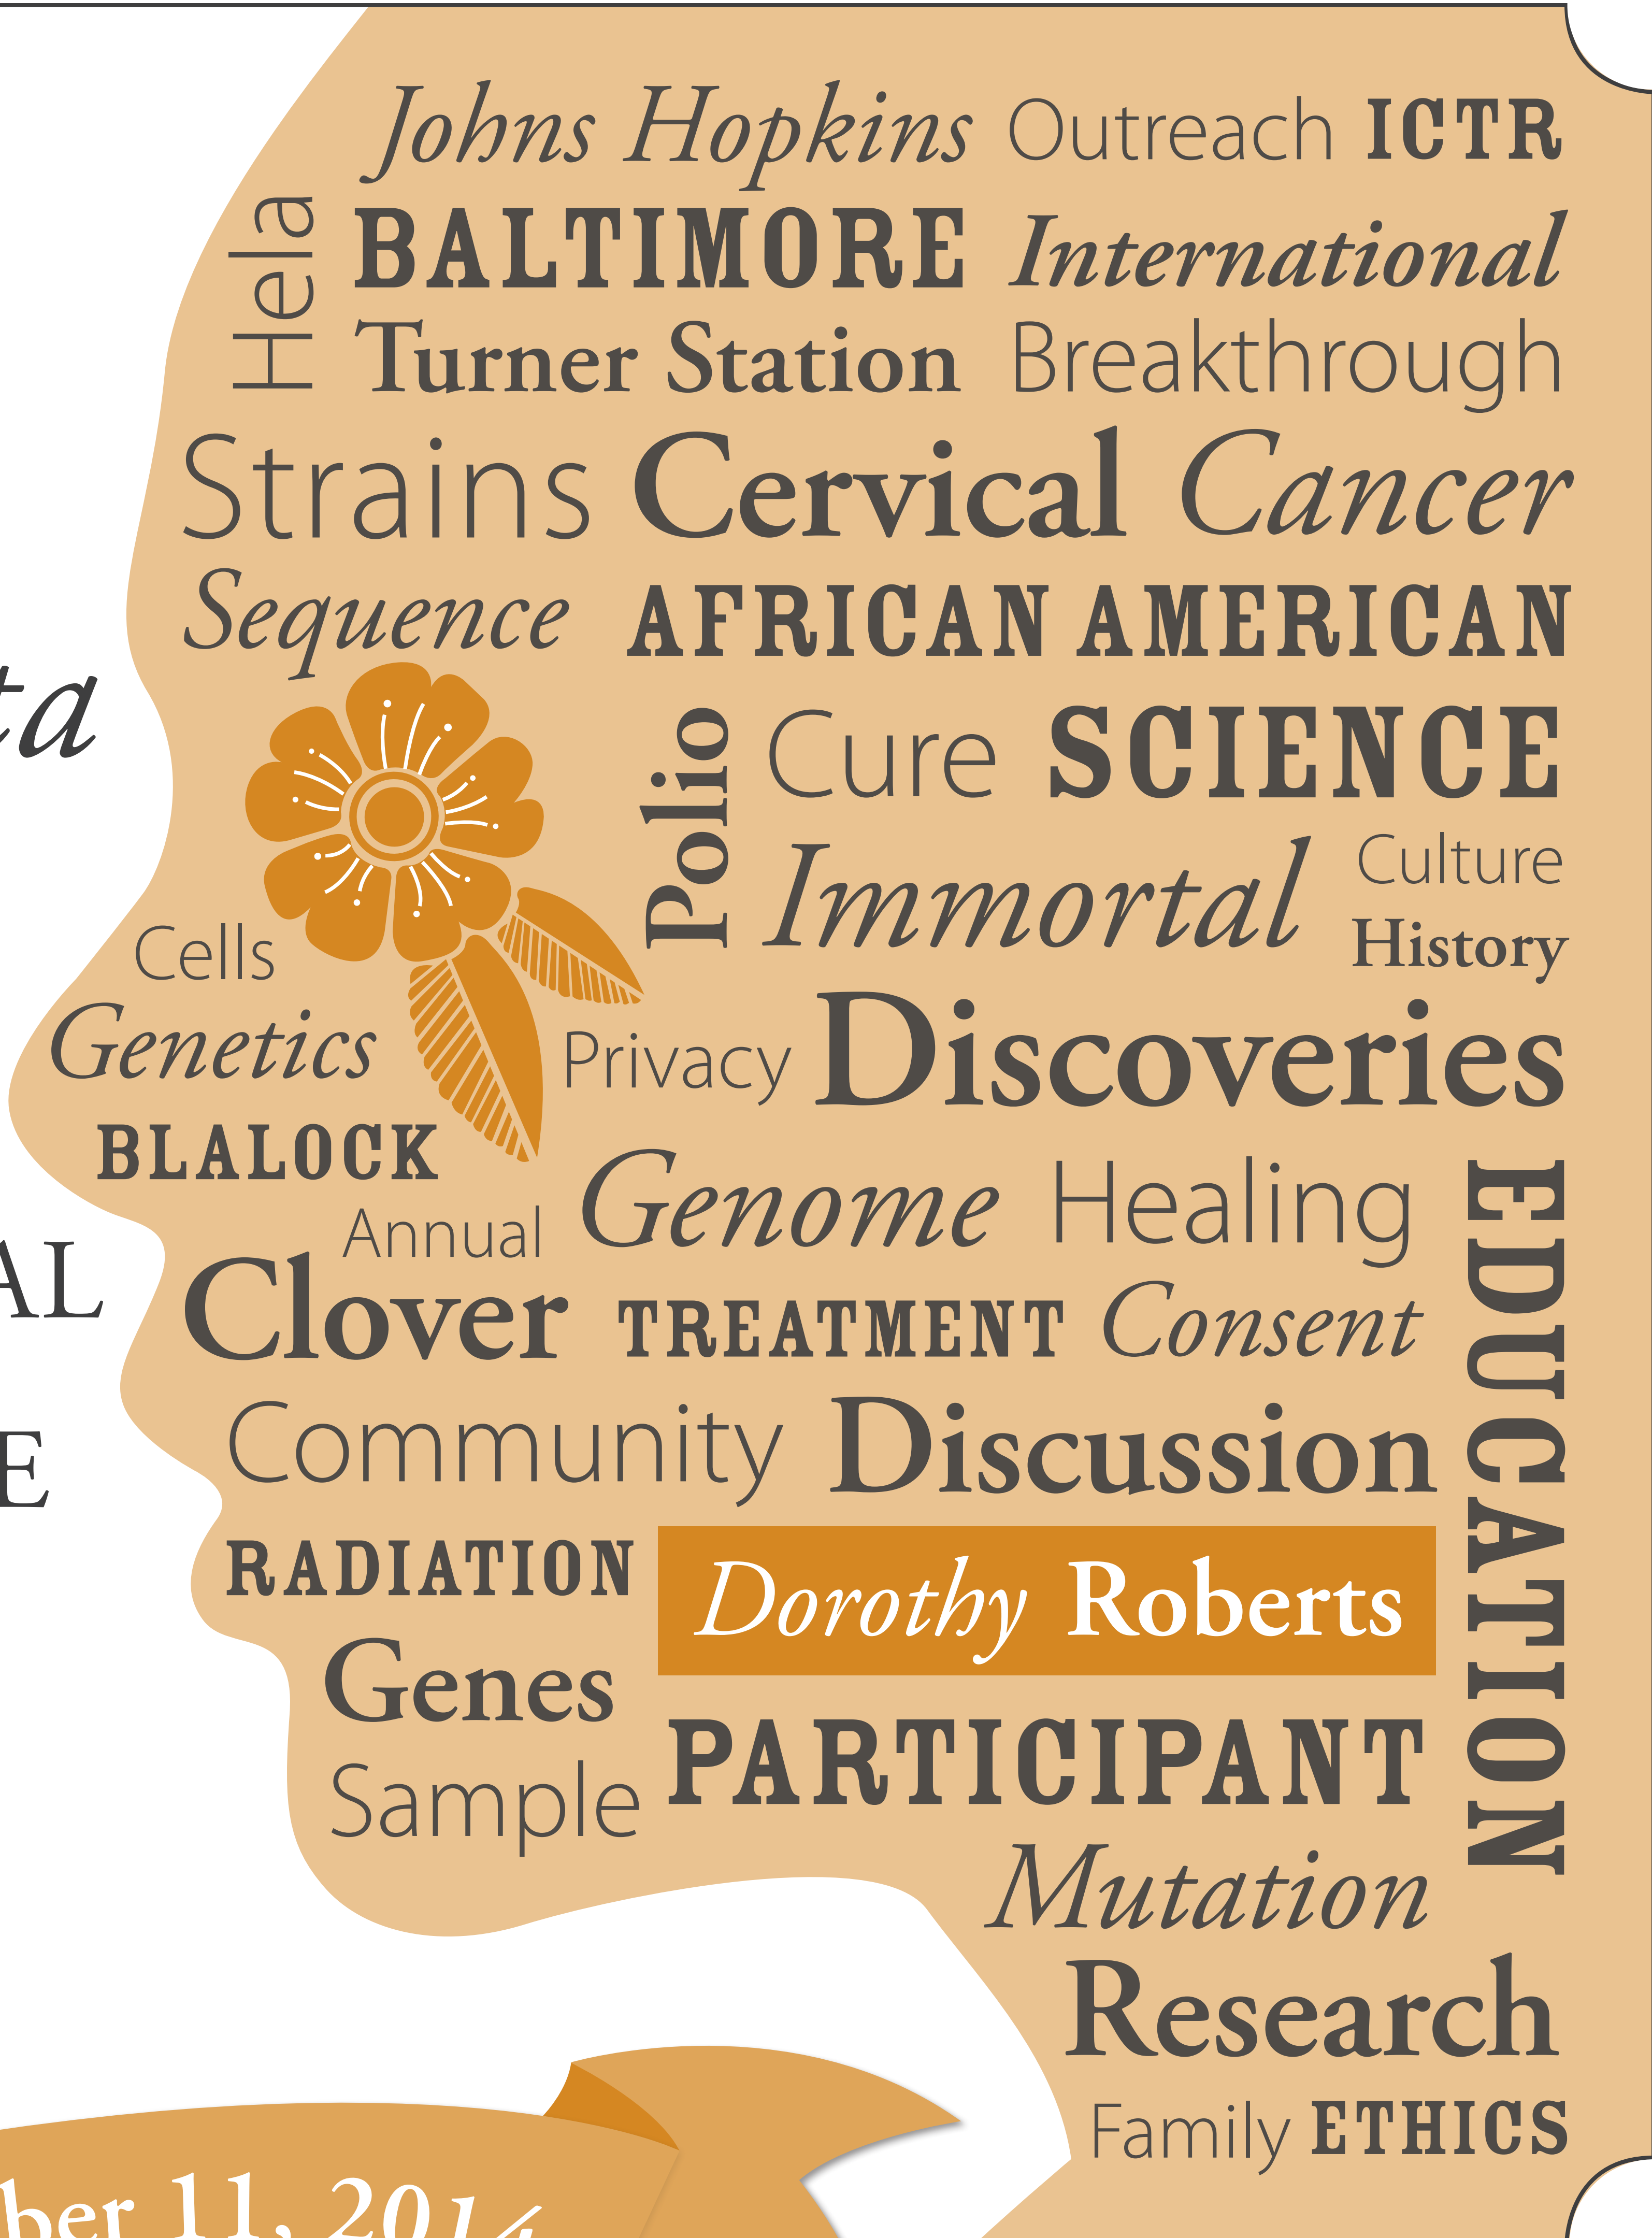 Johns Hopkins Outreach ICTR
Hela
BALTIMORE International
Turner Station Breakthrough
Strains Cervical Cancer
Sequence AFRICAN AMERICAN
ta
Polio
Cure SCIENCE
Immortal Culture
History
Cells
Genetics
Privacy Discoveries
BLALOCK
Genome Healing
EDUCATION
Annual
AL
Clover TREATMENT Consent
Community Discussion
E
RADIATION
Dorothy Roberts
Genes
PARTICIPANT
Sample
Mutation
Research
Family ETHICS
ber 11, 2014